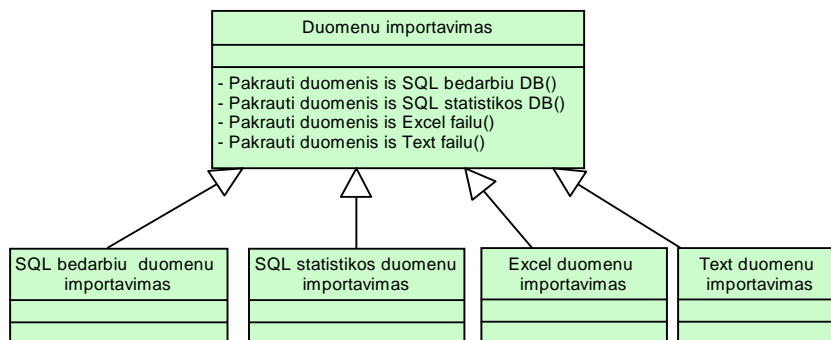 Duomenu importavimas
- Pakrauti duomenis is SQL bedarbiu DB()
- Pakrauti duomenis is SQL statistikos DB()
- Pakrauti duomenis is Excel failu()
- Pakrauti duomenis is Text failu()
SQL bedarbiu duomenu
importavimas
SQL statistikos duomenu
importavimas
Excel duomenu
importavimas
Text duomenu
importavimas